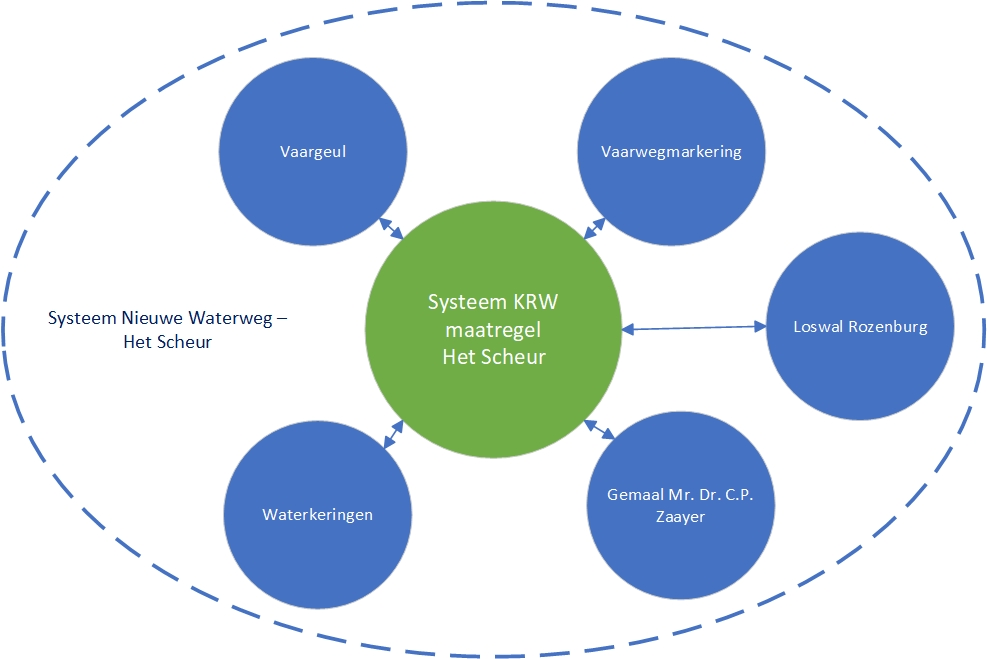 Vaargeul
Vaarwegmarkering
Systeem KRW
maatregel
Het Scheur
Systeem Nieuwe Waterweg –
Het Scheur
Loswal Rozenburg
Waterkeringen
Gemaal Mr. Dr. C.P.
Zaayer